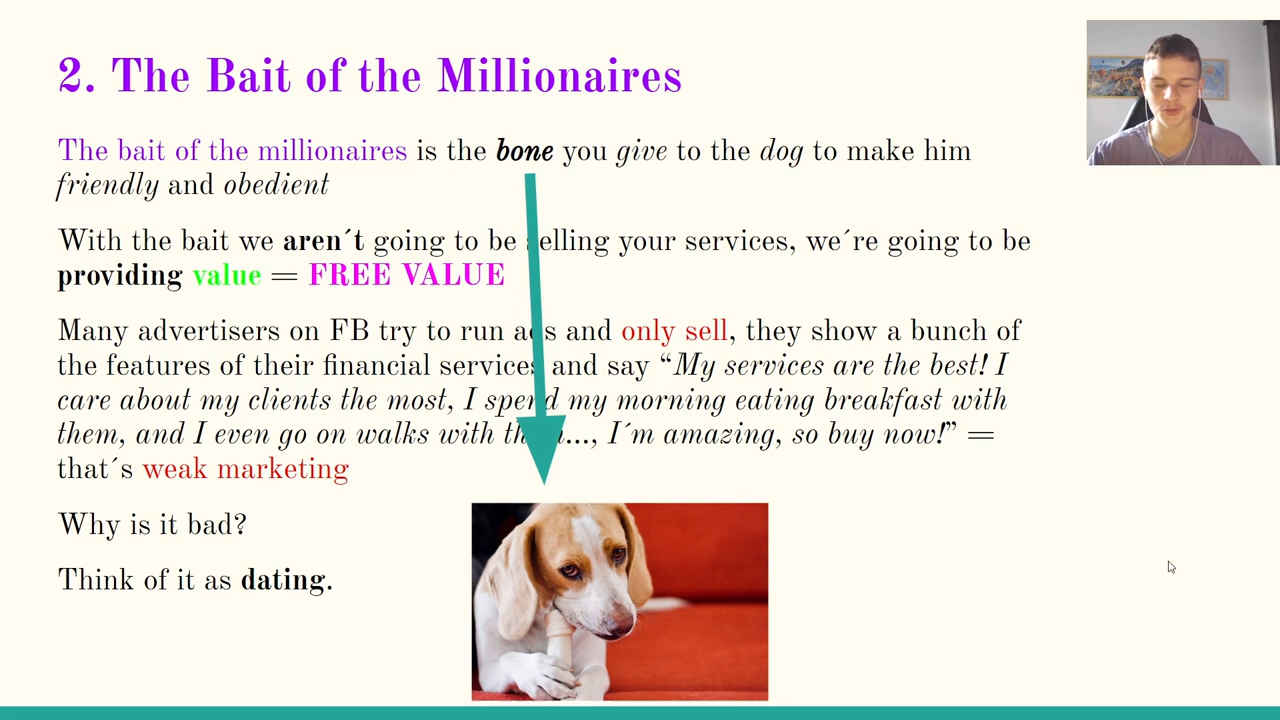 2. The Bait of the Millionaires
The bait of the millionaires is the bone you give to the dog to make him
friendly and obedient
With the bait we aren´t going to be selling your services, we´re going to be
providing value = FREE VALUE
Many advertisers on FB try to run ads and only sell, they show a bunch of
the features of their financial services and say “My services are the best! I
care about my clients the most, I spend my morning eating breakfast with
them, and I even go on walks with them..., I´m amazing, so buy now!” =
that´s weak marketing
Why is it bad?
Think of it as dating.